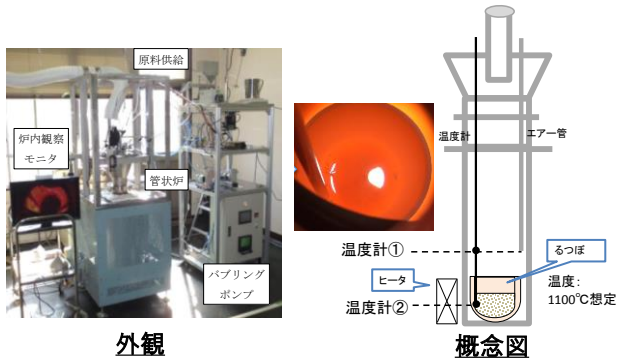 原料供給
炉内観察
モニタ
管状炉
バブリング
ポンプ
外観
温度計
エアー管
温度計①
るつぼ
ヒータ
温度計②
温度:
1100℃想定
概念図